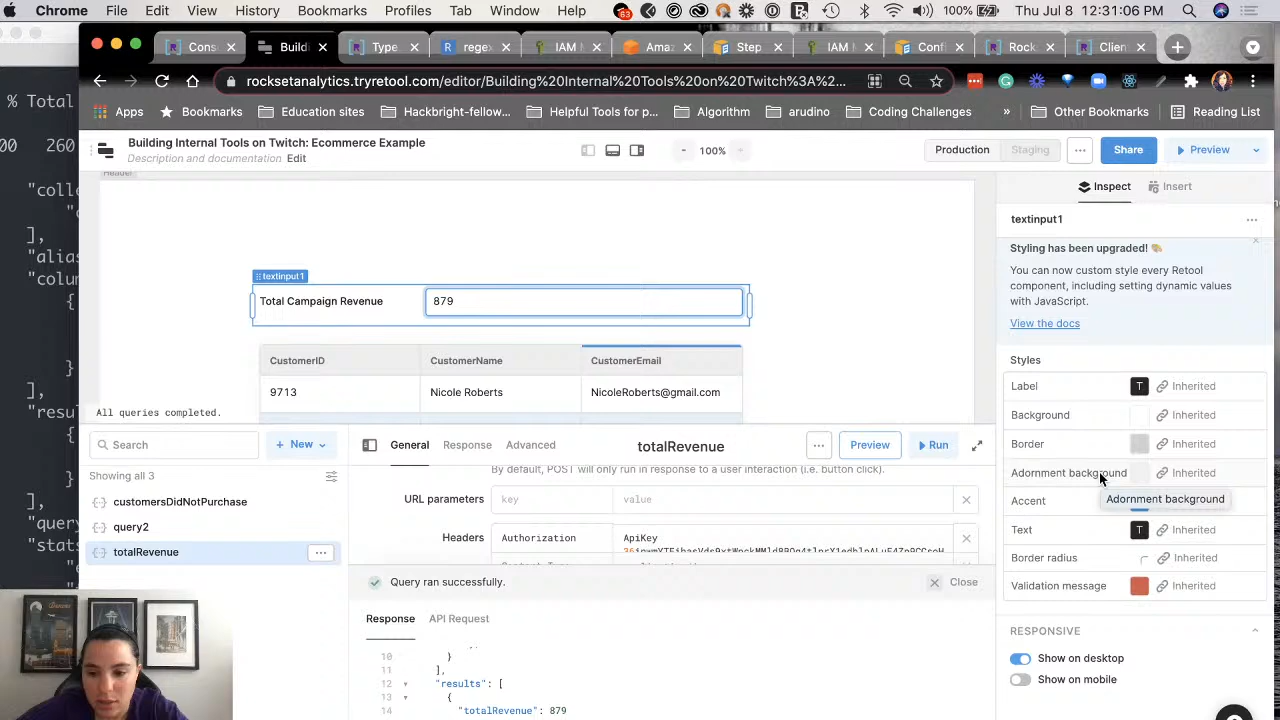 Chrome File Edit View History Bookmarks Profiles Tab Window Help 63 100% Thu Jul 8 12:31:06 PM
Cons Build Type regex IAM M Amaz Step IAM M Confi Rock Client
rocksetanalytics.tryretool.com/editor/Building%20Internal%20Tools%20on%20Twitch%3A%2...
Apps Bookmarks Education sites Hackbright-fellow... Helpful Tools for p... Algorithm arudino Coding Challenges » Other Bookmarks Reading List
% Total
00 260
"colle
"c
],
"alias
"colum
{
}
],
"resul
{
}
],
"query
"stats
"e
Building Internal Tools on Twitch: Ecommerce Example
Description and documentation Edit
- 100% +
Production Staging ... Share Preview
Header
textinput1
Total Campaign Revenue 879
CustomerID CustomerName CustomerEmail
9713 Nicole Roberts NicoleRoberts@gmail.com
All queries completed.
Search + New
Showing all 3
customersDidNotPurchase
query2
totalRevenue ...
General Response Advanced totalRevenue ... Preview Run
By default, POST will only run in response to a user interaction (i.e. button click).
URL parameters key value
Headers Authorization ApiKey
Query ran successfully. Close
Response API Request
10 }
11 ],
12 "results": [
13 {
14 "totalRevenue": 879
Inspect Insert
textinput1 ...
Styling has been upgraded! 🎨
You can now custom style every Retool
component, including setting dynamic values
with JavaScript.
View the docs
Styles
Label T Inherited
Background Inherited
Border Inherited
Adornment background Inherited
Adornment background
Accent
Text T Inherited
Border radius Inherited
Validation message Inherited
RESPONSIVE
Show on desktop
Show on mobile